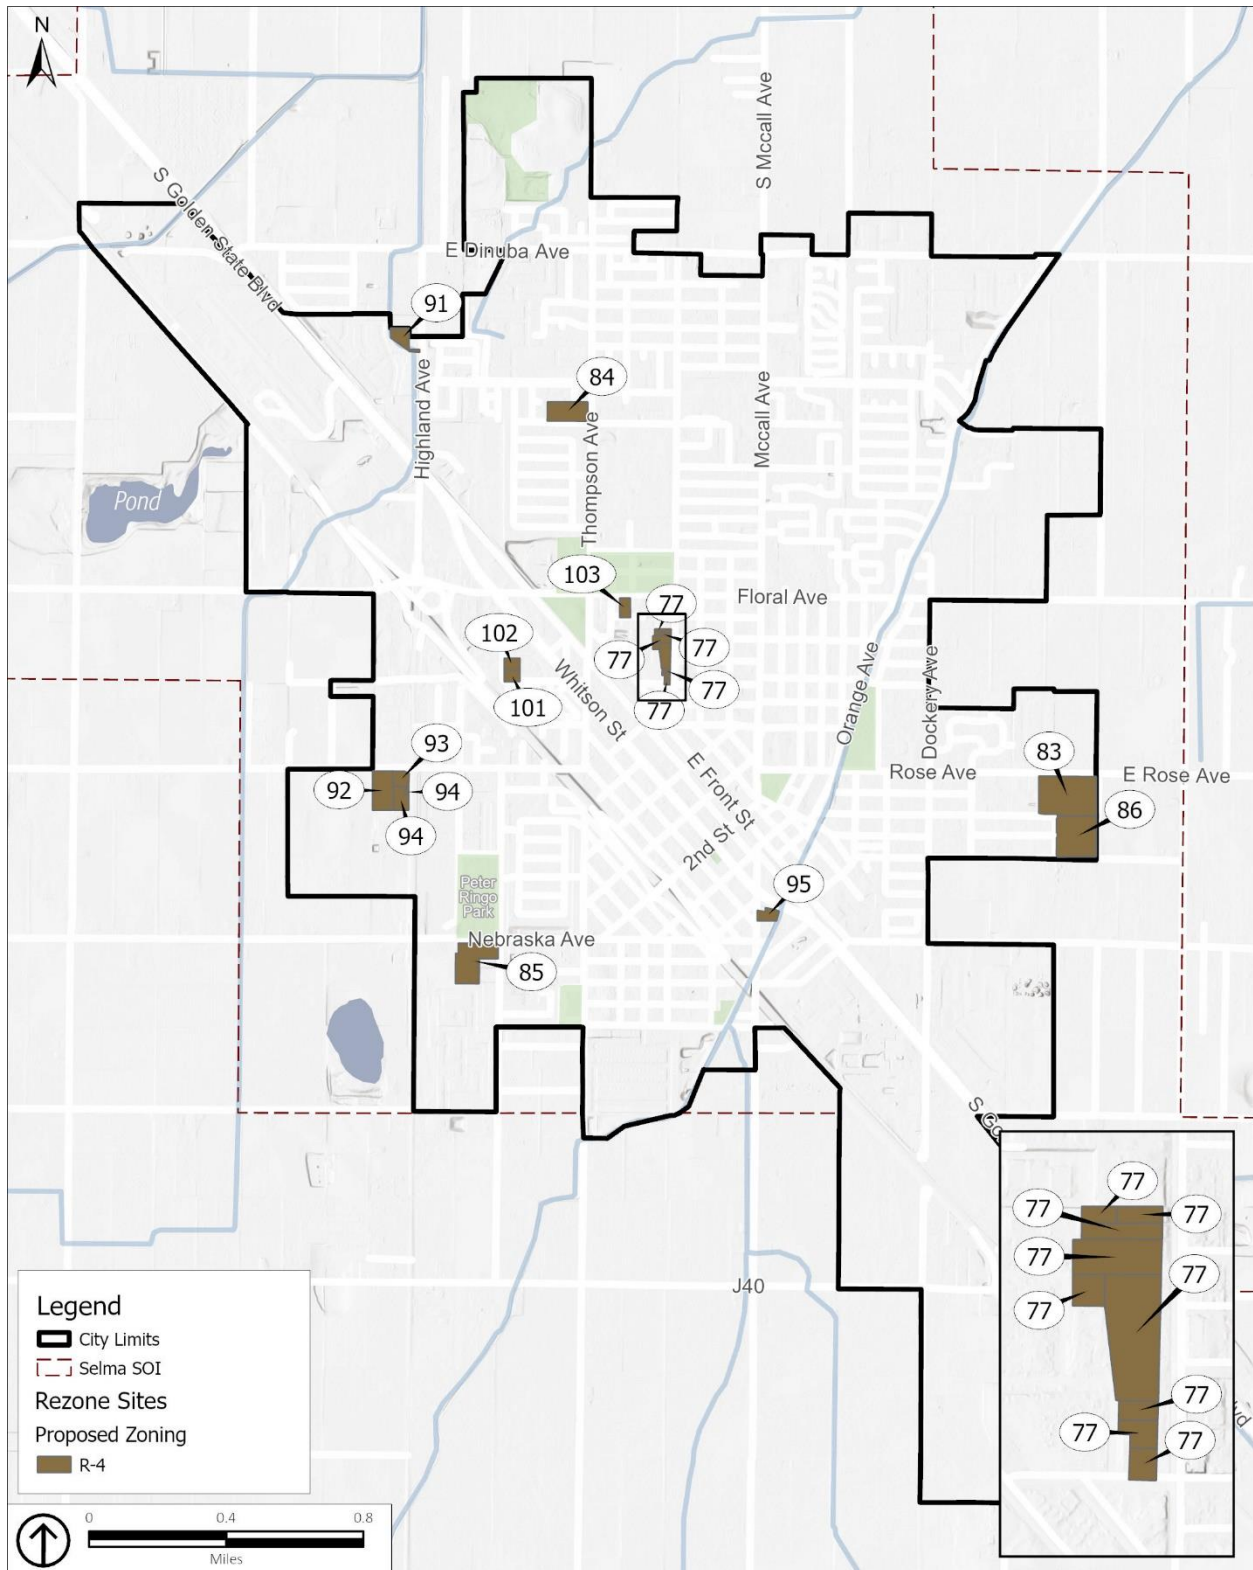 N
S Mccall Ave
S Golden State Blvd
E Dinuba Ave
91
84
Highland Ave
Thompson Ave
Mccall Ave
Pond
103
77
Floral Ave
102
77
77
101
77
77
Whitson St
Orange Ave
Dockery Ave
93
83
92
94
E Front St
Rose Ave
E Rose Ave
94
86
2nd St
95
Peter
Ringo
Park
Nebraska Ave
85
S Go
77
77
77
77
77
77
J40
77
77
77
lvd
Legend
City Limits
Selma SOI
Rezone Sites
Proposed Zoning
R-4
0 0.4 0.8
Miles